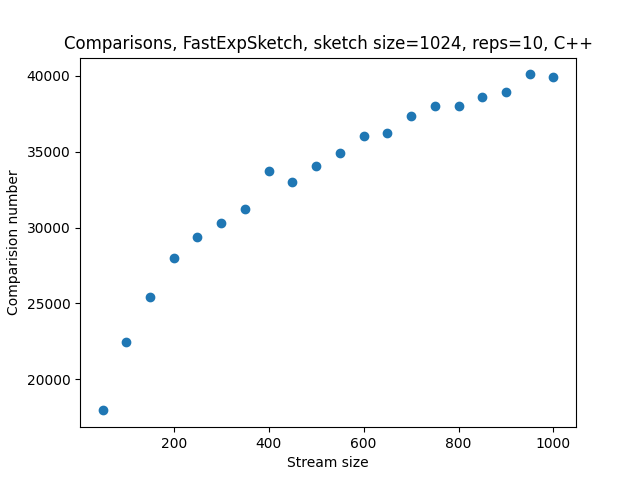 Comparisons, FastExpSketch, sketch size=1024, reps=10, C++
40000
35000
30000
25000
20000
Comparision number
200 400 600 800 1000
Stream size